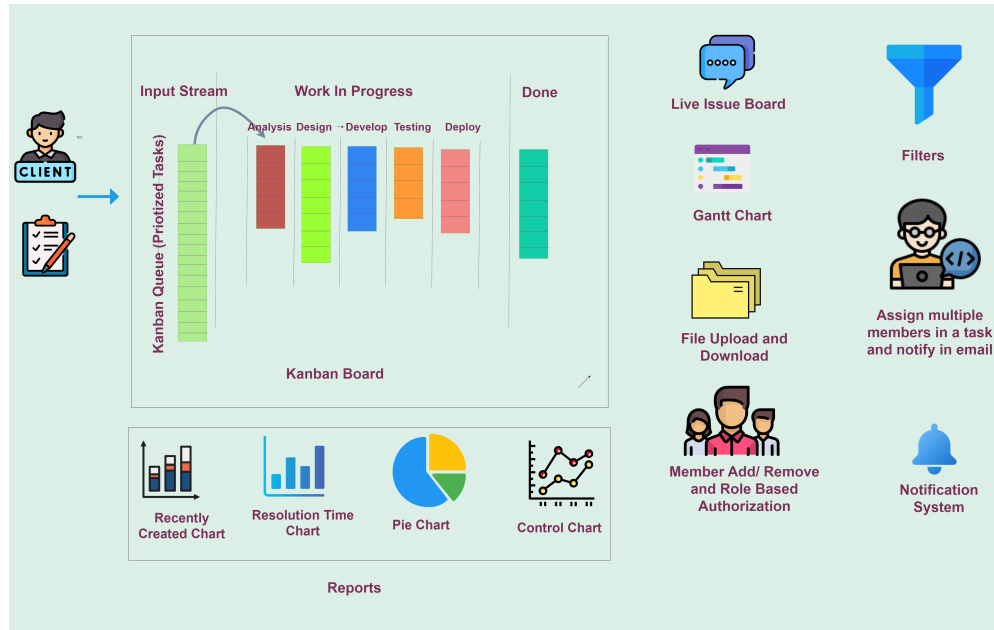 CLIENT
Kanban Queue (Priotized Tasks)
Input Stream
Work In Progress
Done
Analysis
Design
Develop
Testing
Deploy
Kanban Board
Recently
Created Chart
Resolution Time
Chart
Pie Chart
Control Chart
Reports
Live Issue Board
Gantt Chart
File Upload and
Download
Member Add/ Remove
and Role Based
Authorization
Filters
</>
Assign multiple
members in a task
and notify in email
Notification
System